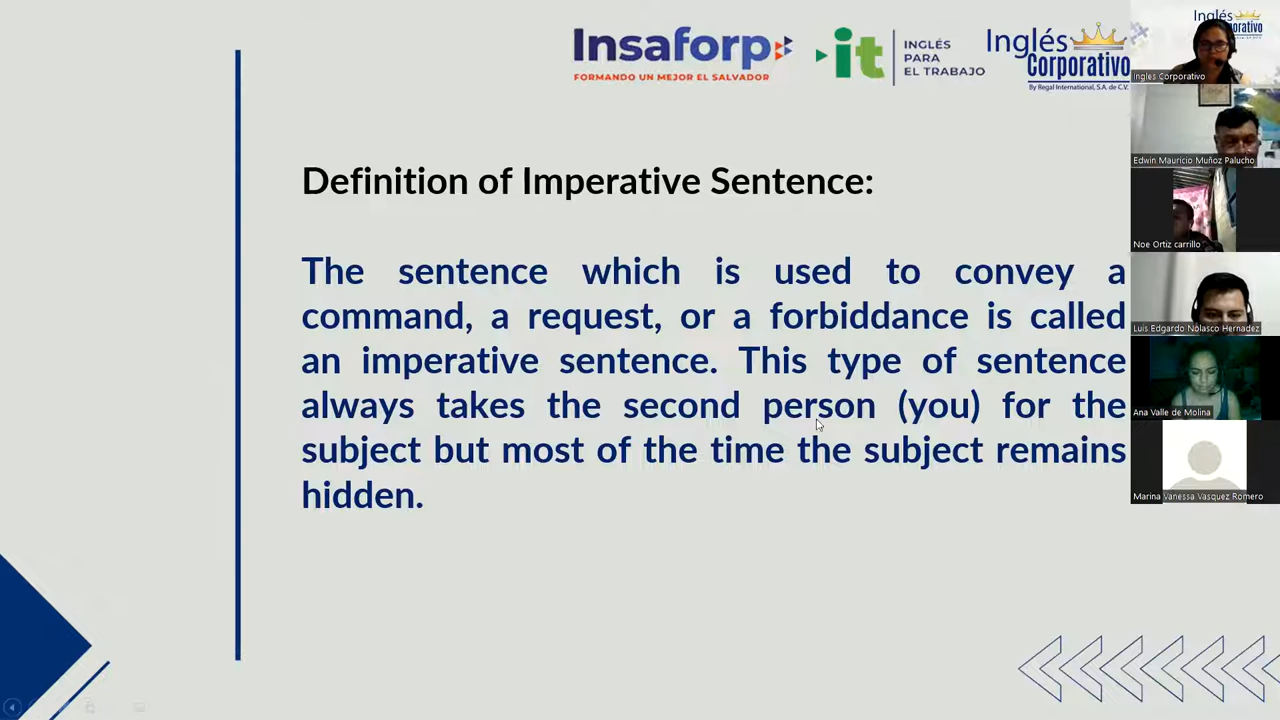 Insaforp
FORMANDO UN MEJOR EL SALVADOR
it
INGLÉS
PARA
EL TRABAJO
Inglés
Corporativo
By Regal International, S.A. de C.V.
Definition of Imperative Sentence:
The sentence which is used to convey a
command, a request, or a forbiddance is called
an imperative sentence. This type of sentence
always takes the second person (you) for the
subject but most of the time the subject remains
hidden.
Inglés
Corporativo
Ingles Corporativo
Edwin Mauricio Muñoz Palucho
Noe Ortiz carrillo
Luis Edgardo Nolasco Hernadez
Ana Valle de Molina
Marina Vanessa Vasquez Romero